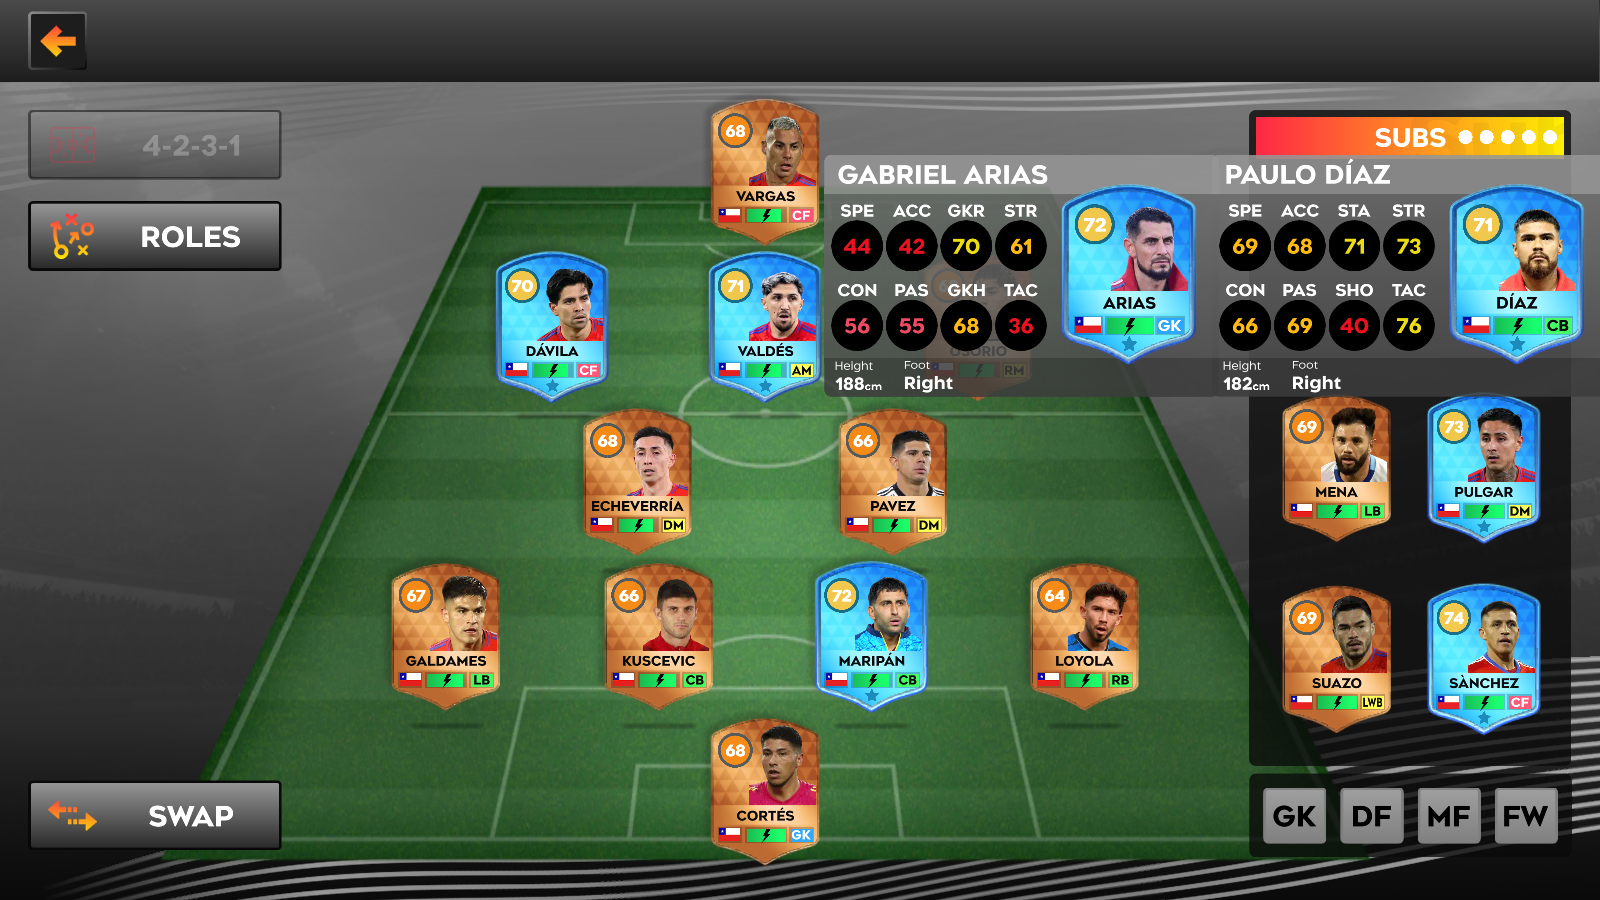 4-2-3-1
ROLES
SWAP
68
VARGAS
CF
70
DÁVILA
CF
71
VALDÉS
AM
OSORIO
RM
68
ECHEVERRÍA
DM
66
PAVEZ
DM
67
GALDAMES
LB
66
KUSCEVIC
CB
72
MARIPÁN
CB
64
LOYOLA
RB
68
CORTÉS
GK
SUBS
GABRIEL ARIAS
SPE ACC GKR STR
44 42 70 61
CON PAS GKH TAC
56 55 68 36
Height Foot
188cm Right
72
ARIAS
GK
PAULO DÍAZ
SPE ACC STA STR
69 68 71 73
CON PAS SHO TAC
66 69 40 76
Height Foot
182cm Right
71
DÍAZ
CB
69
MENA
LB
73
PULGAR
DM
69
SUAZO
LWB
74
SÀNCHEZ
CF
GK DF MF FW